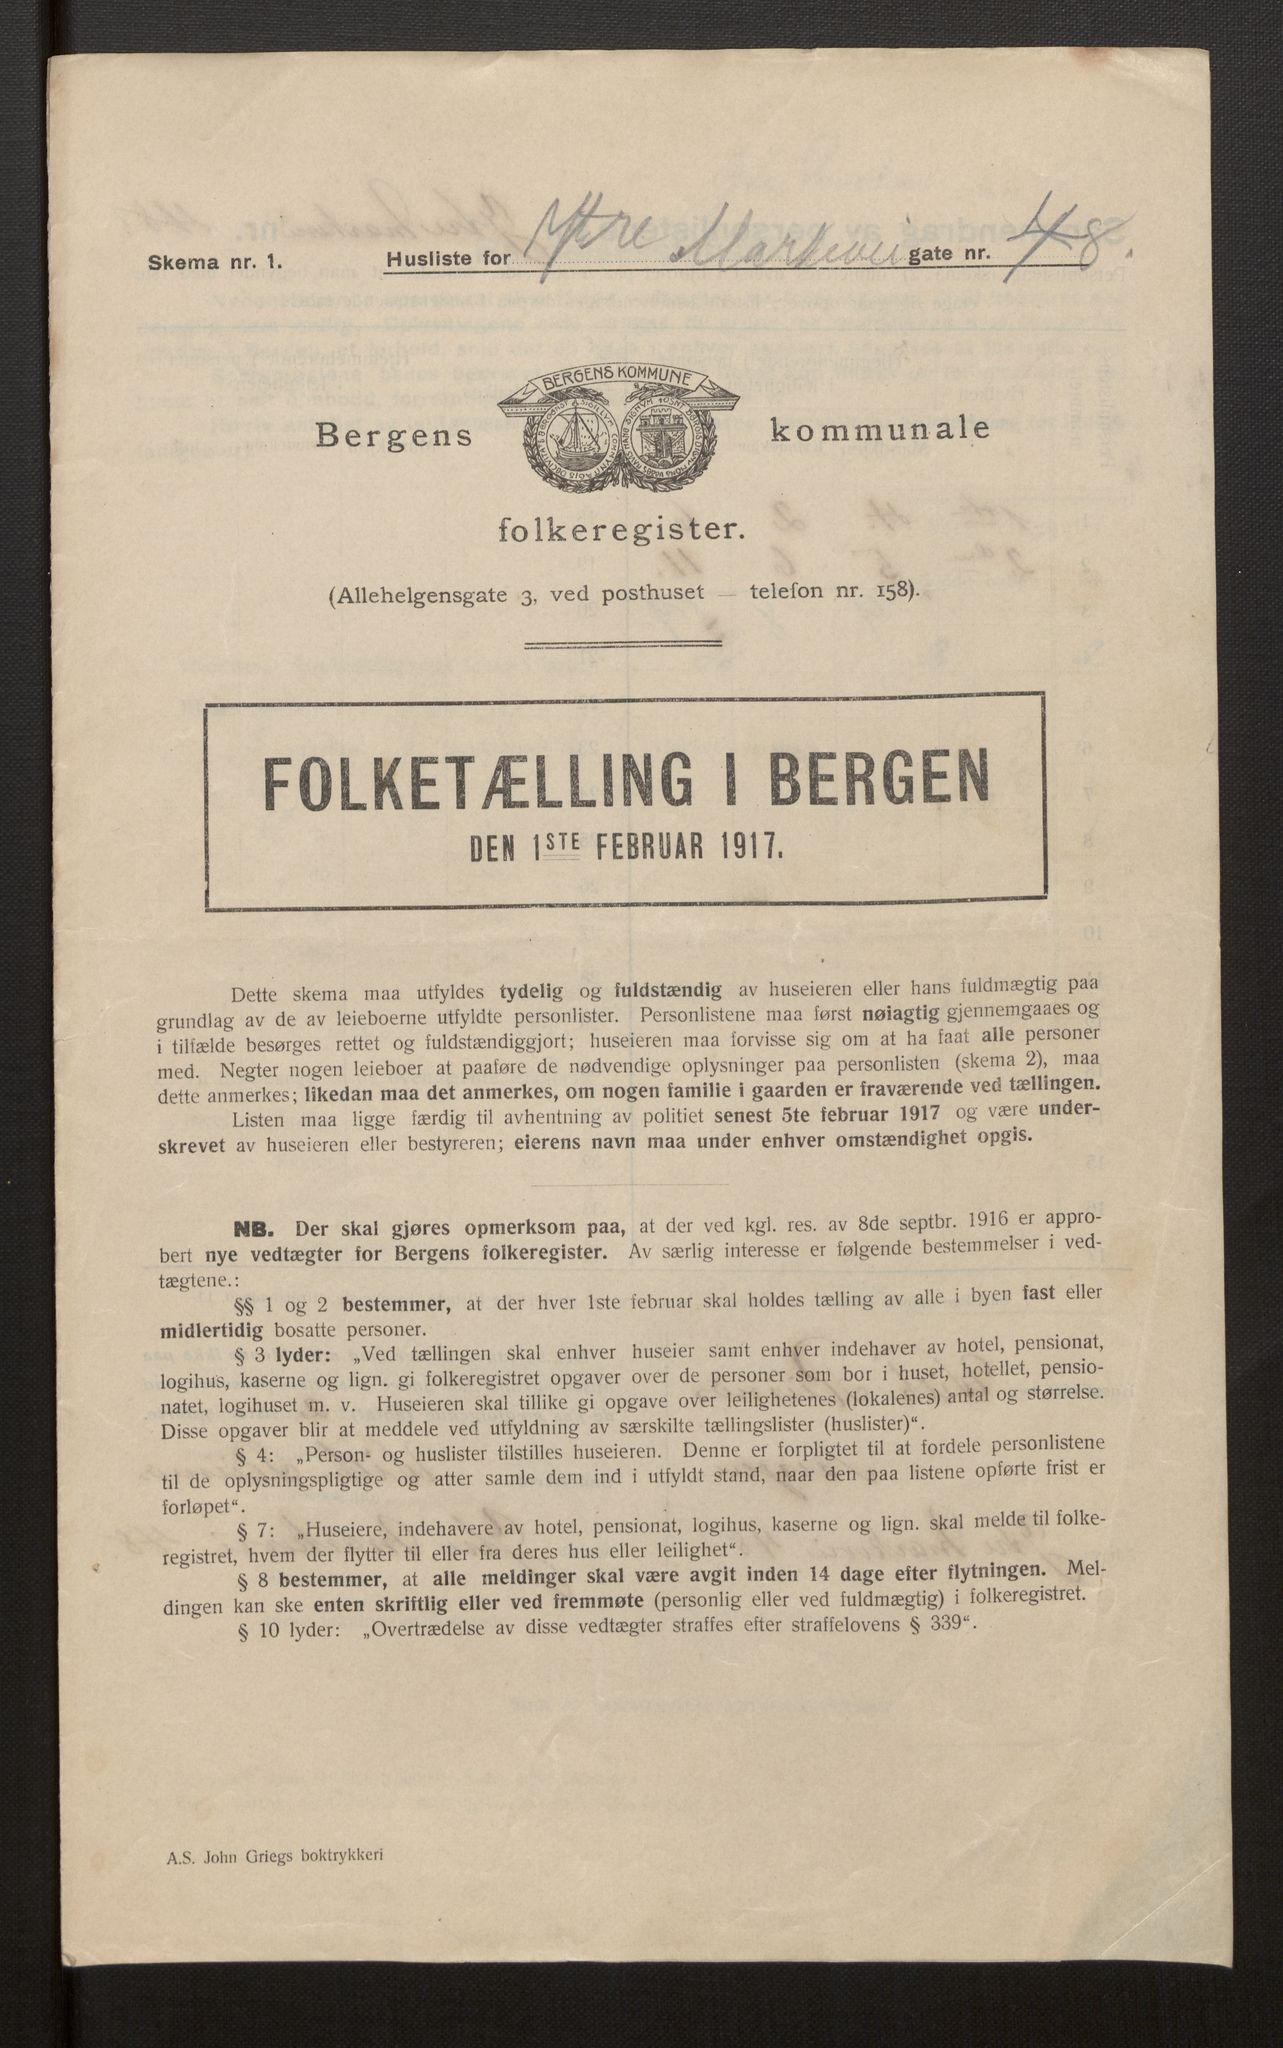 Skema nr. 1. Husliste for Ytre Markevei gate nr. 48.
BERGENS KOMMUNE
Bergens kommunale
folkeregister.
(Allehelgensgate 3, ved posthuset — telefon nr. 158).
FOLKETÆLLING I BERGEN
DEN 1STE FEBRUAR 1917.
Dette skema maa utfyldes tydelig og fuldstændig av huseieren eller hans fuldmægtig paa
grundlag av de av leieboerne utfyldte personlister. Personlistene maa først nøiagtig gjennemgaaes og
i tilfælde besørges rettet og fuldstændiggjort; huseieren maa forvisse sig om at ha faat alle personer
med. Negter nogen leieboer at paaføre de nødvendige oplysninger paa personlisten (skema 2), maa
dette anmerkes; likedan maa det anmerkes, om nogen familie i gaarden er fraværende ved tællingen.
Listen maa ligge færdig til avhentning av politiet senest 5te februar 1917 og være under-
skrevet av huseieren eller bestyreren; eierens navn maa under enhver omstændighet opgis.
NB. Der skal gjøres opmerksom paa, at der ved kgl. res. av 8de septbr. 1916 er appro-
bert nye vedtægter for Bergens folkeregister. Av særlig interesse er følgende bestemmelser i ved-
tægtene.:
§§ 1 og 2 bestemmer, at der hver 1ste februar skal holdes tælling av alle i byen fast eller
midlertidig bosatte personer.
§ 3 lyder: „Ved tællingen skal enhver huseier samt enhver indehaver av hotel, pensionat,
logihus, kaserne og lign. gi folkeregistret opgaver over de personer som bor i huset, hotellet, pensio-
natet, logihuset m. v. Huseieren skal tillike gi opgave over leilighetenes (lokalenes) antal og størrelse.
Disse opgaver blir at meddele ved utfyldning av særskilte tællingslister (huslister)“.
§ 4: „Person- og huslister tilstilles huseieren. Denne er forpligtet til at fordele personlistene
til de oplysningspligtige og atter samle dem ind i utfyldt stand, naar den paa listene opførte frist er
forløpet“.
§ 7: „Huseiere, indehavere av hotel, pensionat, logihus, kaserne og lign. skal melde til folke-
registret, hvem der flytter til eller fra deres hus eller leilighet“.
§ 8 bestemmer, at alle meldinger skal være avgit inden 14 dage efter flytningen. Mel-
dingen kan ske enten skriftlig eller ved fremmøte (personlig eller ved fuldmægtig) i folkeregistret.
§ 10 lyder: „Overtrædelse av disse vedtægter straffes efter straffelovens § 339“.
A.S. John Griegs boktrykkeri